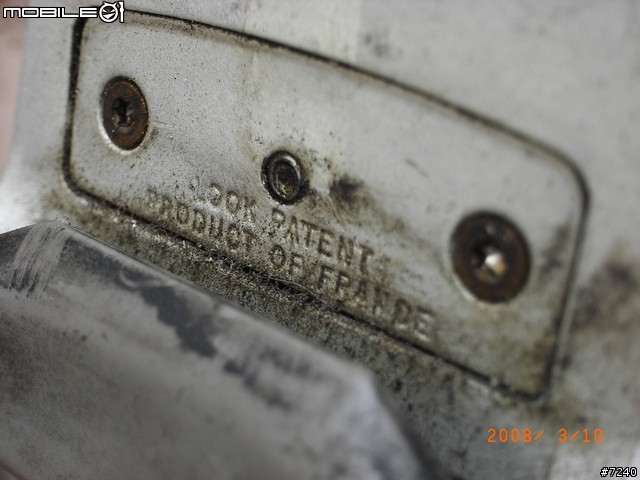 MOBILE01
LOOK PATENT
PRODUCT OF FRANCE
2008/ 3/10
#7240